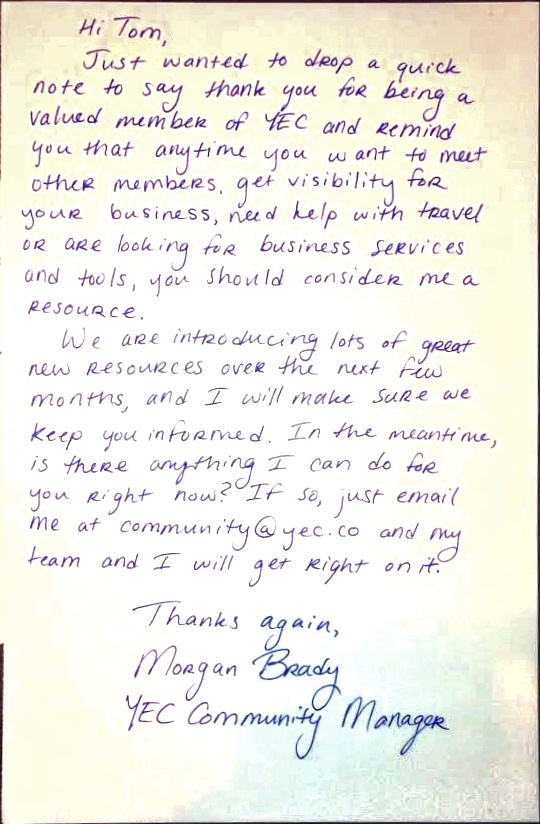 Hi Tom,
Just wanted to drop a quick
note to say thank you for being a
valued member of YEC and remind
you that anytime you want to meet
other members, get visibility for
your business, need help with travel
or are looking for business services
and tools, you should consider me a
resource.
We are introducing lots of great
new resources over the next few
months, and I will make sure we
keep you informed. In the meantime,
is there anything I can do for
you right now? If so, just email
me at community@yec.co and my
team and I will get right on it.
Thanks again,
Morgan Brady
YEC Community Manager